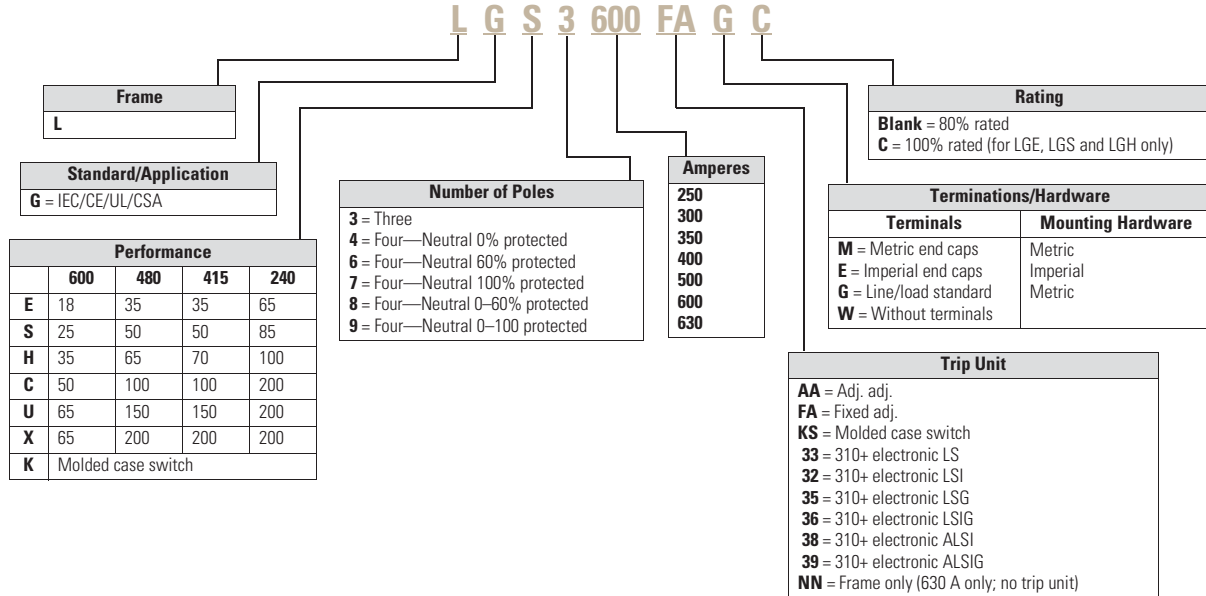 L G S 3 600 FA G C
Frame
L
Standard/Application
G = IEC/CE/UL/CSA
Performance
600 480 415 240
E 18 35 35 65
S 25 50 50 85
H 35 65 70 100
C 50 100 100 200
U 65 150 150 200
X 65 200 200 200
K Molded case switch
Number of Poles
3 = Three
4 = Four—Neutral 0% protected
6 = Four—Neutral 60% protected
7 = Four—Neutral 100% protected
8 = Four—Neutral 0–60% protected
9 = Four—Neutral 0–100 protected
Amperes
250
300
350
400
500
600
630
Rating
Blank = 80% rated
C = 100% rated (for LGE, LGS and LGH only)
Terminations/Hardware
Terminals Mounting Hardware
M = Metric end caps Metric
E = Imperial end caps Imperial
G = Line/load standard Metric
W = Without terminals
Trip Unit
AA = Adj. adj.
FA = Fixed adj.
KS = Molded case switch
33 = 310+ electronic LS
32 = 310+ electronic LSI
35 = 310+ electronic LSG
36 = 310+ electronic LSIG
38 = 310+ electronic ALSI
39 = 310+ electronic ALSIG
NN = Frame only (630 A only; no trip unit)